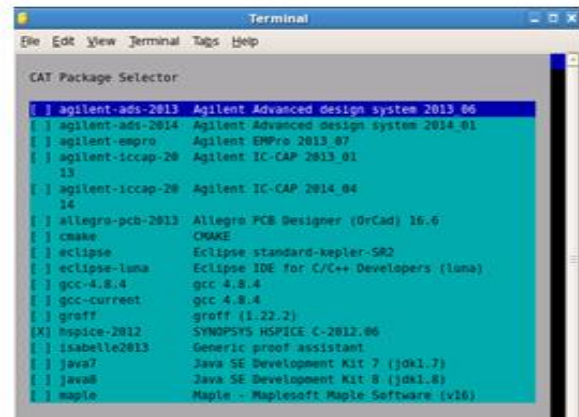 Terminal
File Edit View Terminal Tabs Help
CAT Package Selector
[ ] agilent-ads-2013 Agilent Advanced design system 2013_06
[ ] agilent-ads-2014 Agilent Advanced design system 2014_01
[ ] agilent-empro Agilent EMPro 2013_07
[ ] agilent-iccap-20 Agilent IC-CAP 2013_01
13
[ ] agilent-iccap-20 Agilent IC-CAP 2014_04
14
[ ] allegro-pcb-2013 Allegro PCB Designer (OrCad) 16.6
[ ] cmake CMAKE
[ ] eclipse Eclipse standard-kepler-SR2
[ ] eclipse-luna Eclipse IDE for C/C++ Developers (luna)
[ ] gcc-4.8.4 gcc 4.8.4
[ ] gcc-current gcc 4.8.4
[ ] groff groff (1.22.2)
[X] hspice-2012 SYNOPSYS HSPICE C-2012.06
[ ] isabelle2013 Generic proof assistant
[ ] java7 Java SE Development Kit 7 (jdk1.7)
[ ] java8 Java SE Development Kit 8 (jdk1.8)
[ ] maple Maple - Maplesoft Maple Software (v16)